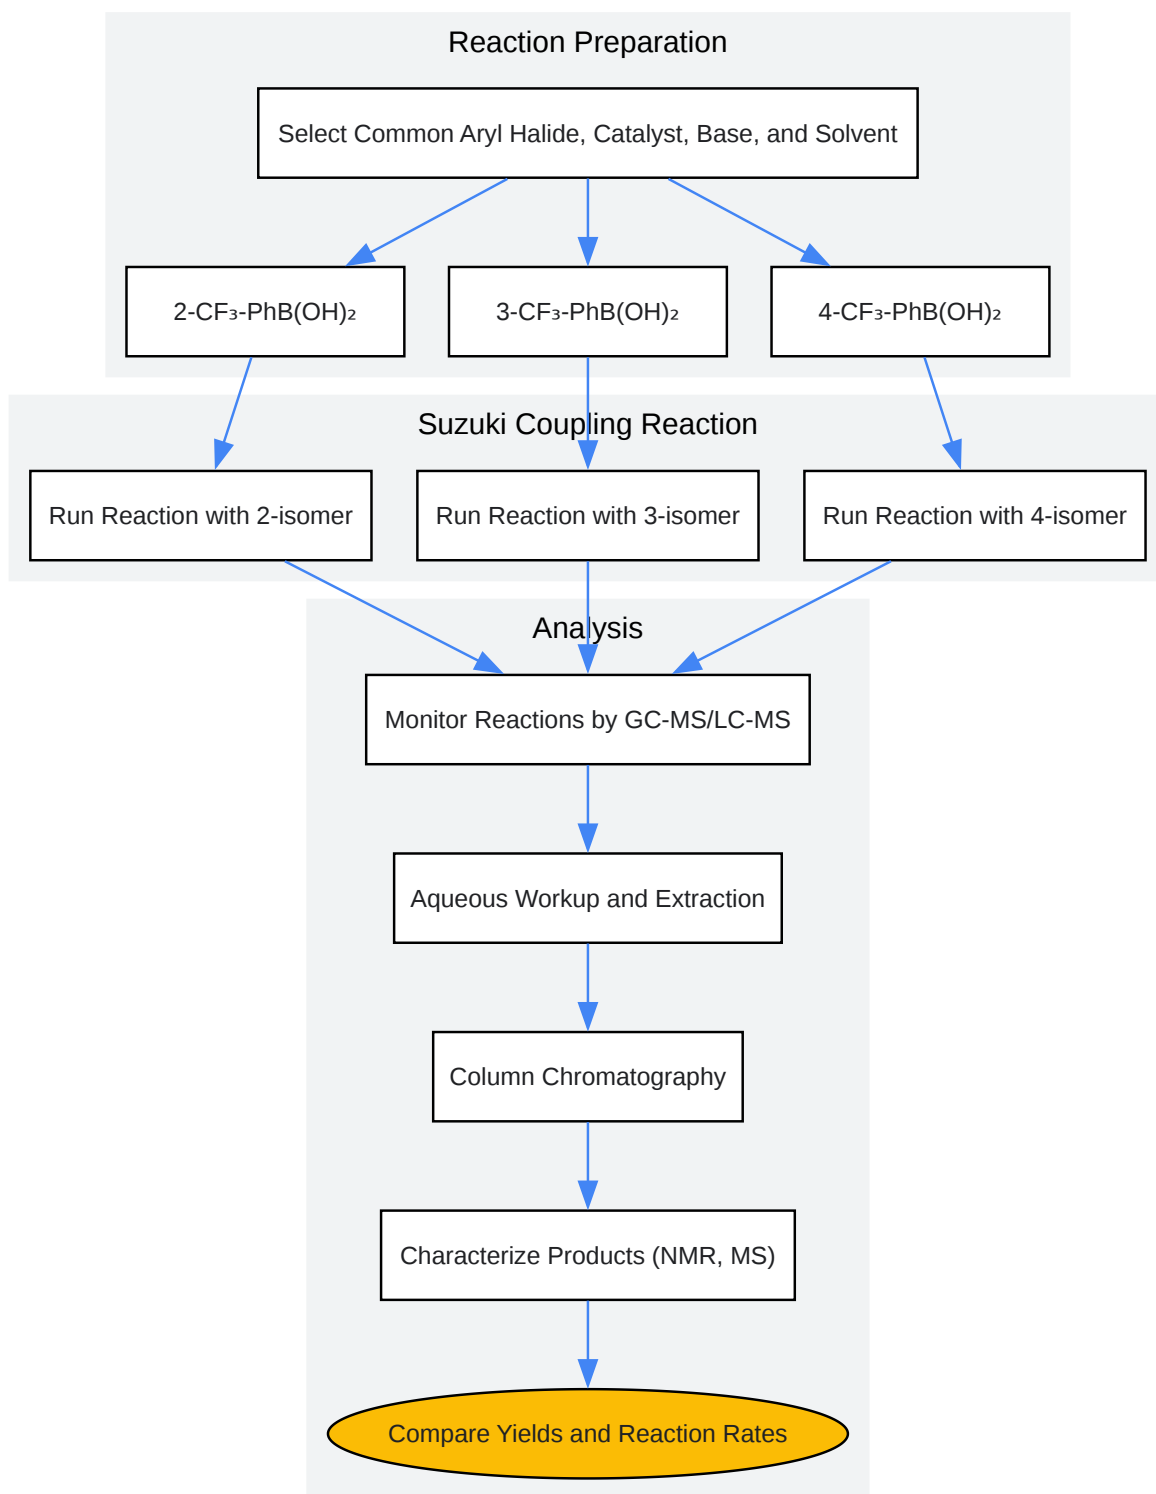 Reaction Preparation
Select Common Aryl Halide, Catalyst, Base, and Solvent
2-CF₃-PhB(OH)₂
3-CF₃-PhB(OH)₂
4-CF₃-PhB(OH)₂
Suzuki Coupling Reaction
Run Reaction with 2-isomer
Run Reaction with 3-isomer
Run Reaction with 4-isomer
Analysis
Monitor Reactions by GC-MS/LC-MS
Aqueous Workup and Extraction
Column Chromatography
Characterize Products (NMR, MS)
Compare Yields and Reaction Rates